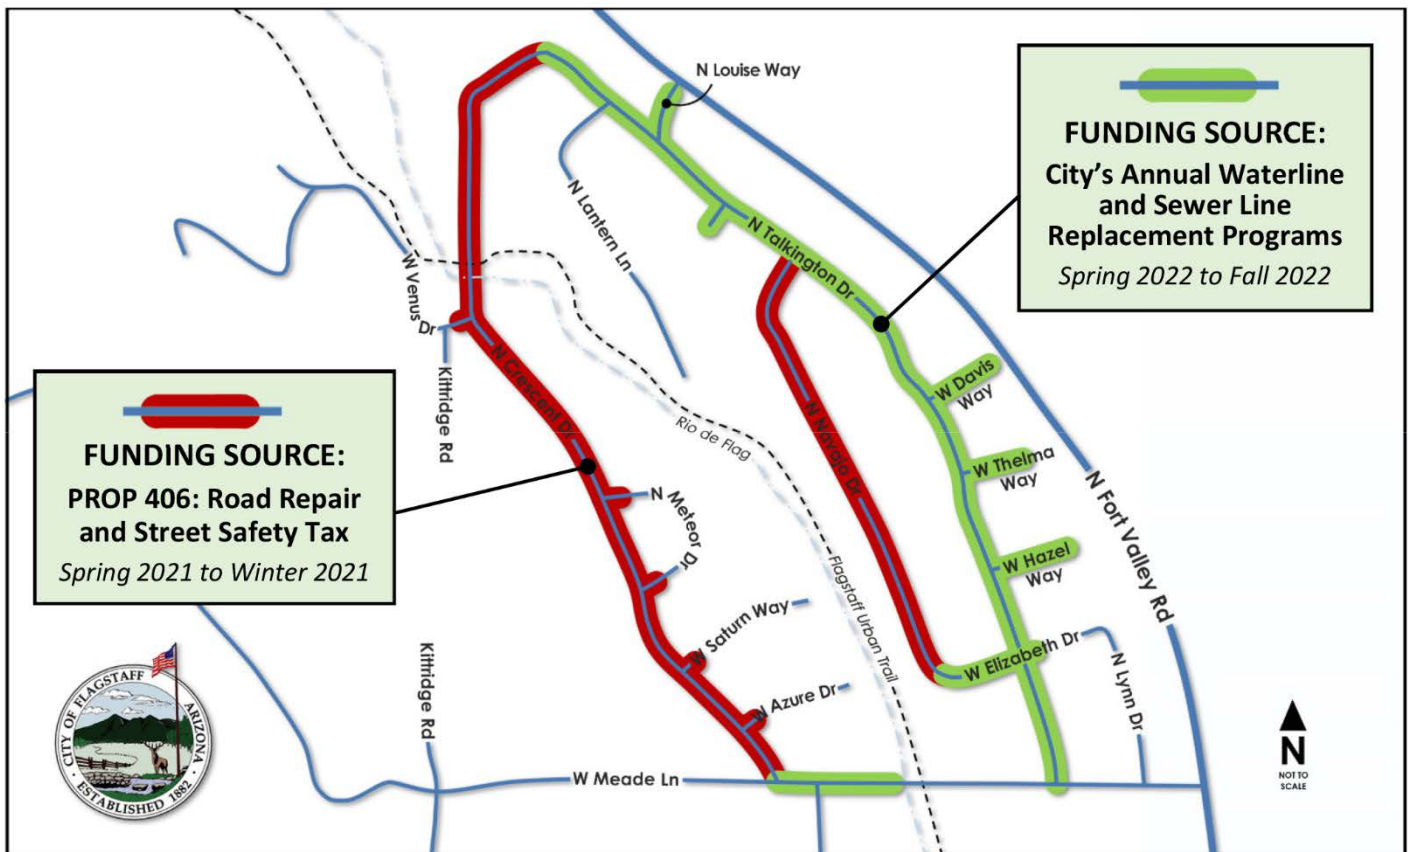 N Louise Way
FUNDING SOURCE:
City's Annual Waterline
and Sewer Line
Replacement Programs
Spring 2022 to Fall 2022
N Lantern Ln
N Talkington Dr
W Venus
Dr
Kittridge Rd
N Crescent Dr
Rio de Flag
N Navajo Dr
W Davis
Way
W Thelma
Way
W Hazel
Way
N Fort Valley Rd
FUNDING SOURCE:
PROP 406: Road Repair
and Street Safety Tax
Spring 2021 to Winter 2021
N Meteor Dr
W Saturn Way
W Azure Dr
Flagstaff Urban Trail
W Elizabeth Dr
N Lynn Dr
Kittridge Rd
W Meade Ln
CITY OF FLAGSTAFF ARIZONA
ESTABLISHED 1882
N
NOT TO
SCALE